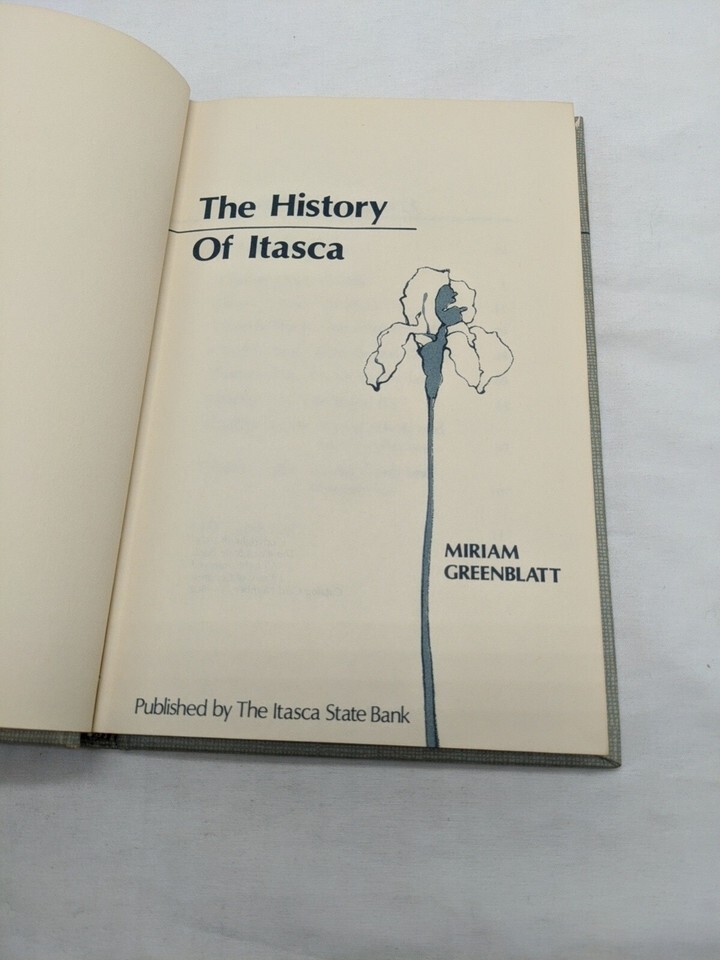 The History
Of Itasca
MIRIAM
GREENBLATT
Published by The Itasca State Bank